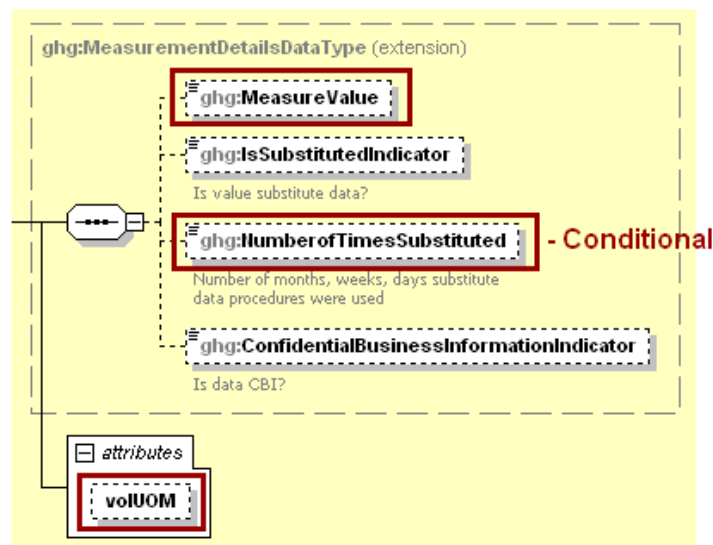 ghg:MeasurementDetailsDataType (extension)
ghg:MeasureValue
ghg:IsSubstitutedIndicator
Is value substitute data?
ghg:NumberofTimesSubstituted - Conditional
Number of months, weeks, days substitute
data procedures were used
ghg:ConfidentialBusinessInformationIndicator
Is data CBI?
attributes
volUOM